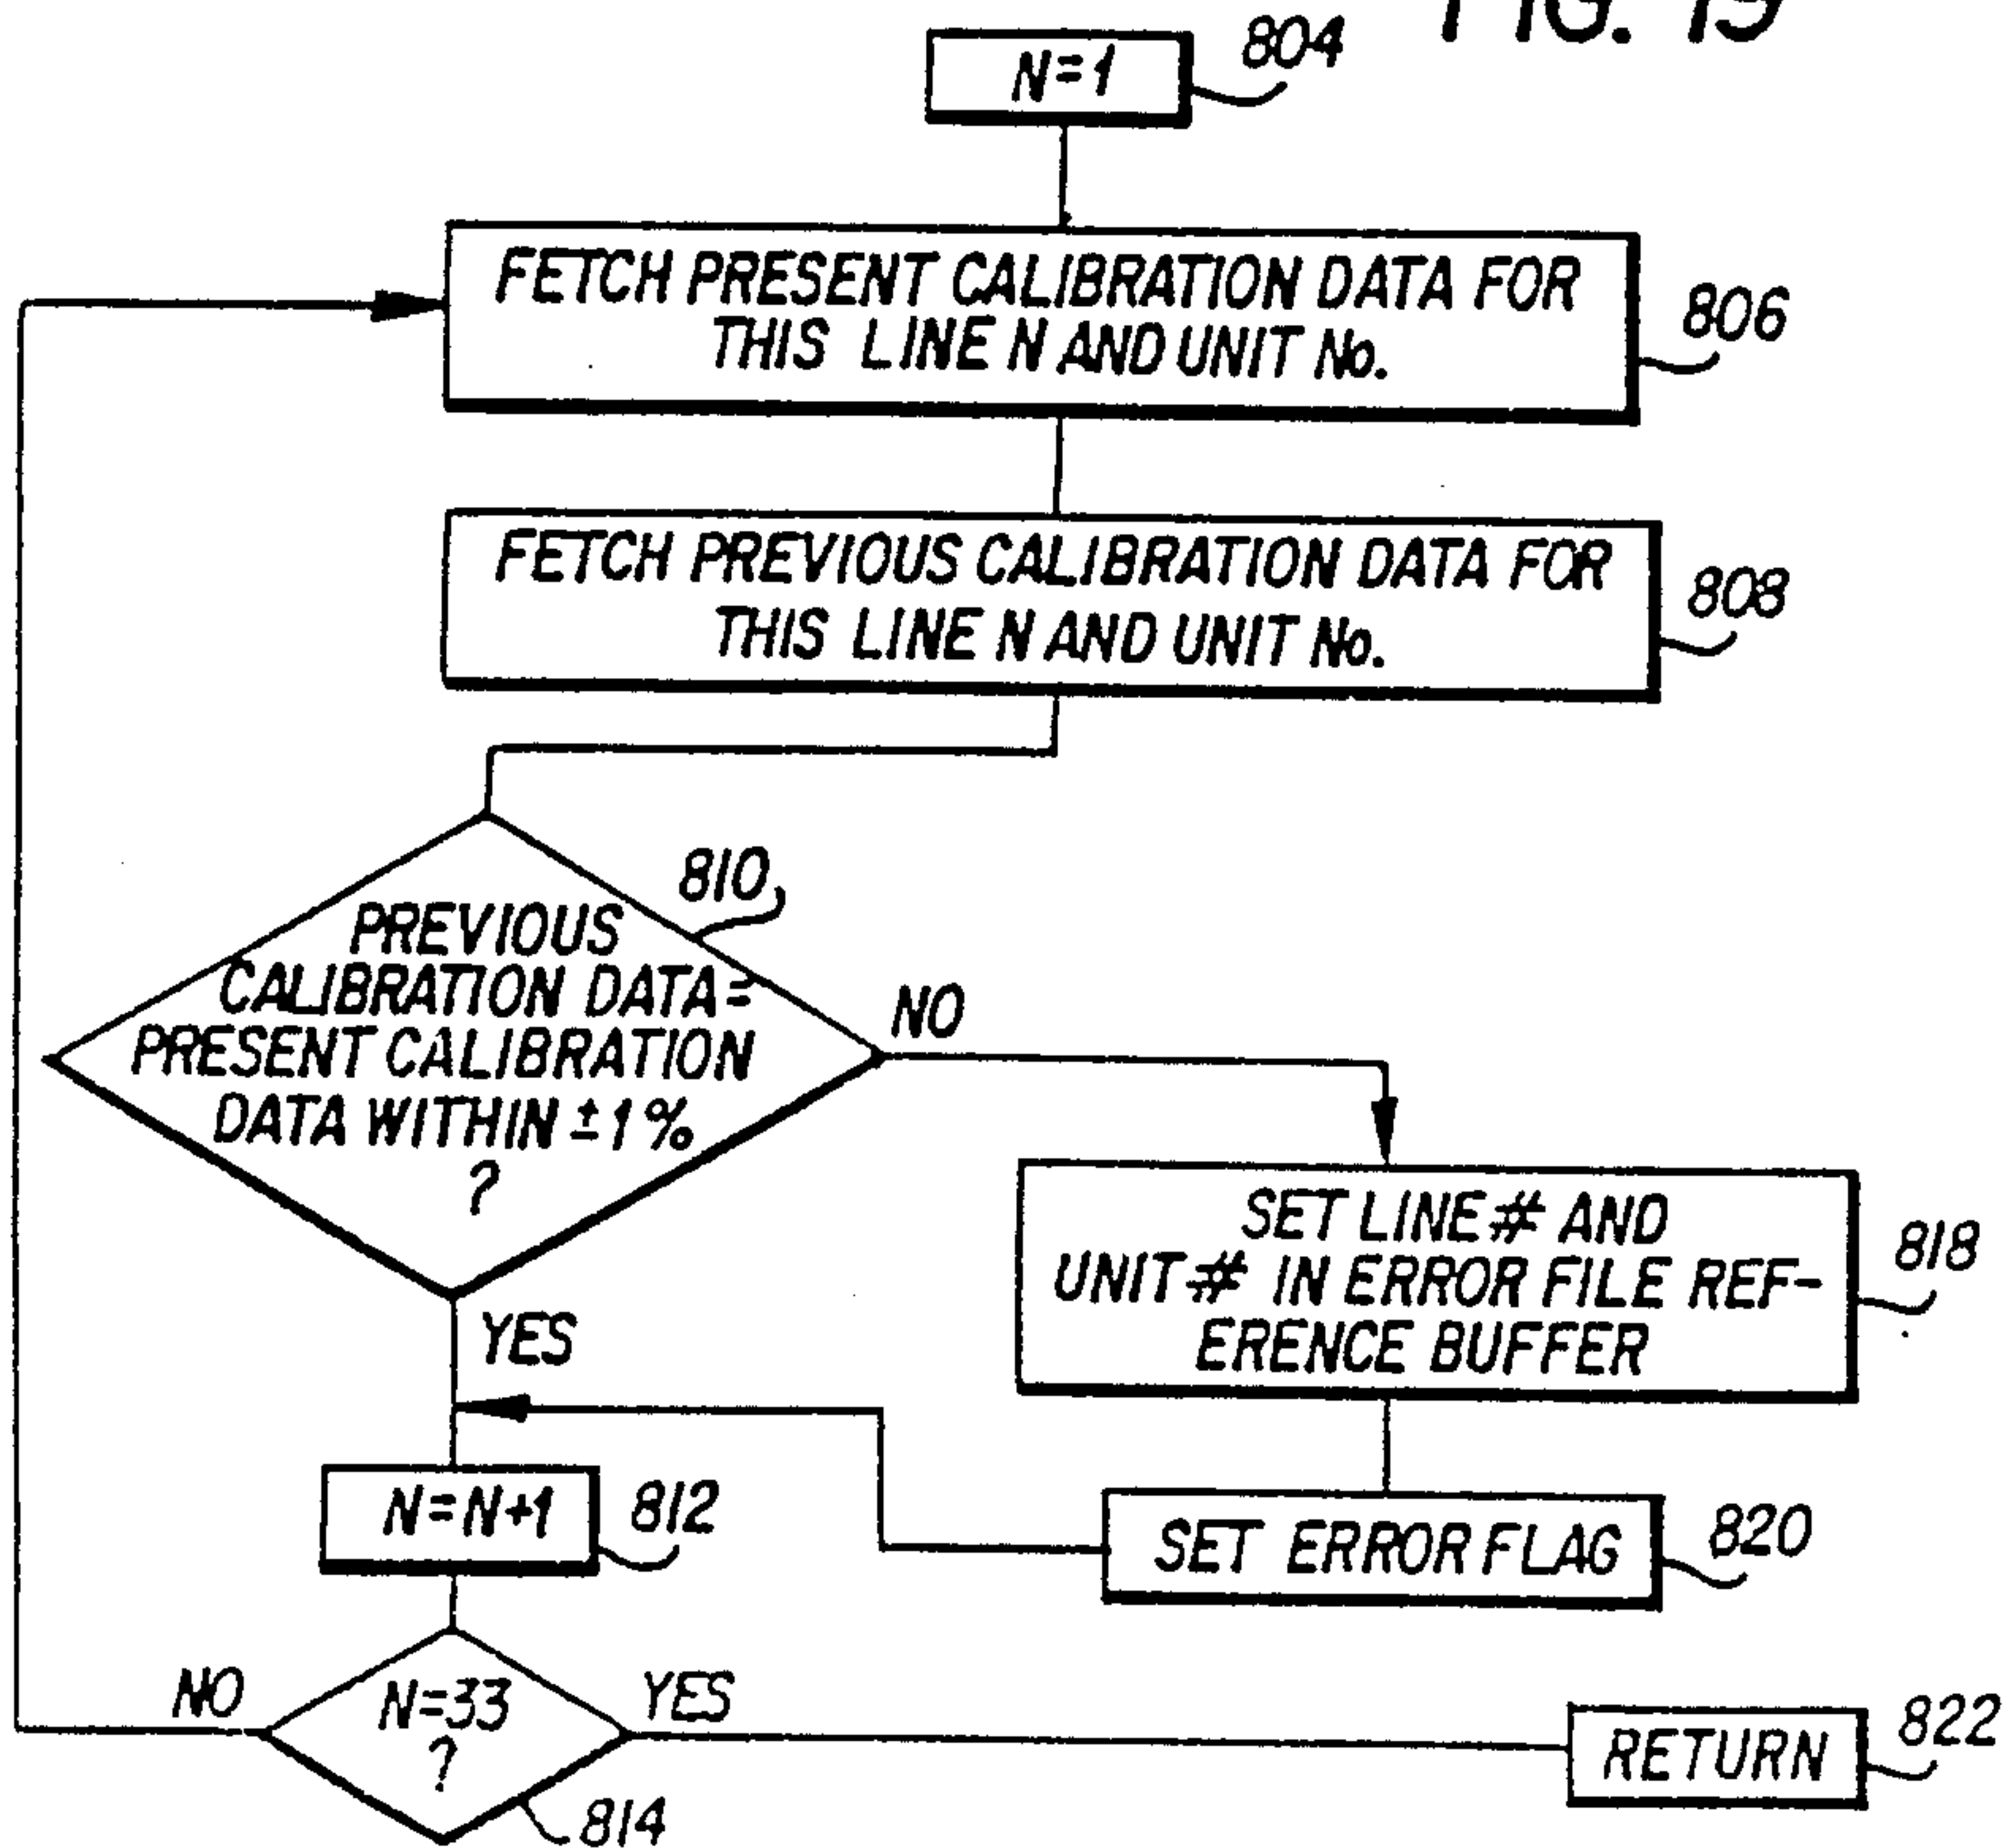 FIG. 19
N=1
804
FETCH PRESENT CALIBRATION DATA FOR
THIS LINE N AND UNIT No.
806
FETCH PREVIOUS CALIBRATION DATA FOR
THIS LINE N AND UNIT No.
808
810
PREVIOUS
CALIBRATION DATA=
PRESENT CALIBRATION
DATA WITHIN ±1%
?
NO
YES
SET LINE # AND
UNIT # IN ERROR FILE REF-
ERENCE BUFFER
818
N=N+1
812
SET ERROR FLAG
820
NO
N=33
?
YES
814
RETURN
822